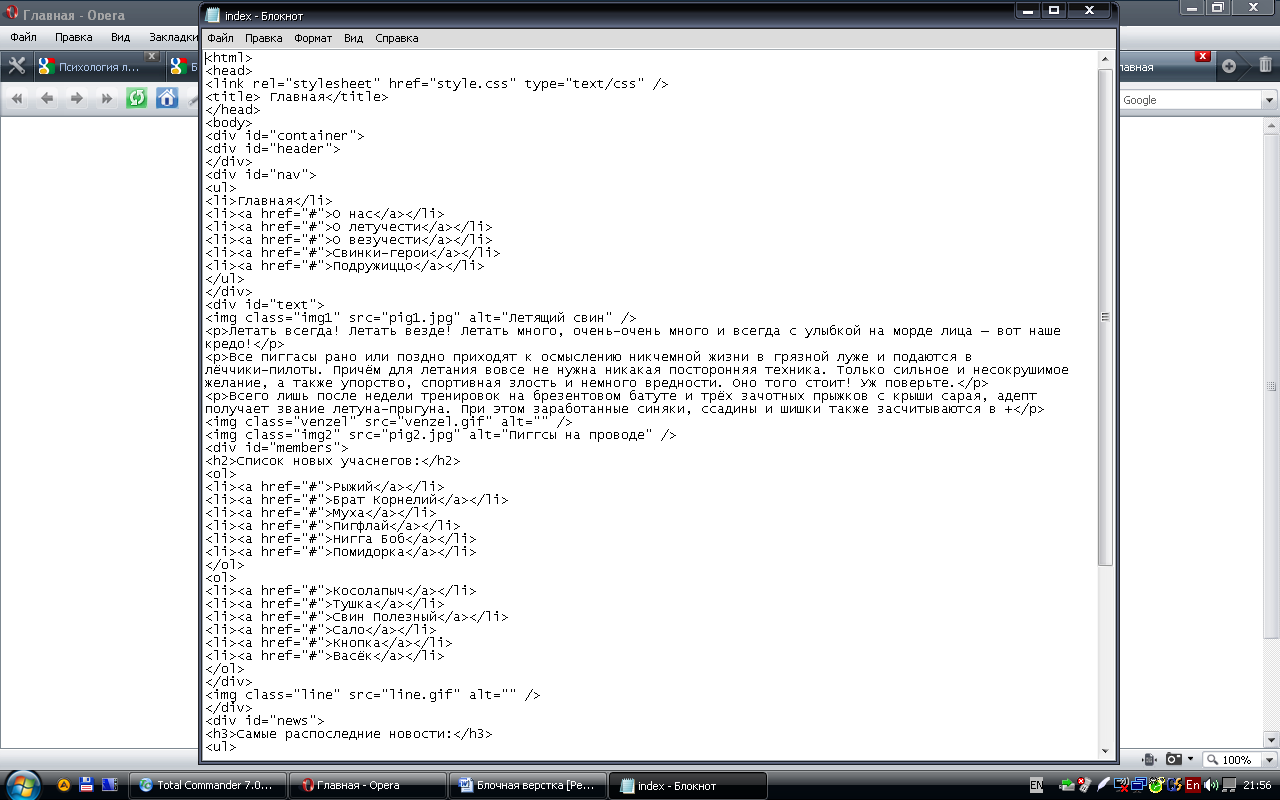 Главная - Opera
index - Блокнот
Файл Правка Вид Закладки
Файл Правка Формат Вид Справка
Психология л...
Б
лавная
Google
<html>
<head>
<link rel="stylesheet" href="style.css" type="text/css" />
<title> Главная</title>
</head>
<body>
<div id="container">
<div id="header">
</div>
<div id="nav">
<ul>
<li>Главная</li>
<li><a href="#">О нас</a></li>
<li><a href="#">О летучести</a></li>
<li><a href="#">О везучести</a></li>
<li><a href="#">Свинки-герои</a></li>
<li><a href="#">Подружиццо</a></li>
</ul>
</div>
<div id="text">
<img class="img1" src="pig1.jpg" alt="Летящий свин" />
<p>Летать всегда! Летать везде! Летать много, очень-очень много и всегда с улыбкой на морде лица – вот наше
кредо!</p>
<p>Все пиггасы рано или поздно приходят к осмыслению никчемной жизни в грязной луже и подаются в
лётчики-пилоты. Причём для летания вовсе не нужна никакая посторонняя техника. Только сильное и несокрушимое
желание, а также упорство, спортивная злость и немного вредности. Оно того стоит! Уж поверьте.</p>
<p>Всего лишь после недели тренировок на брезентовом батуте и трёх зачотных прыжков с крыши сарая, адепт
получает звание летуна-прыгуна. При этом заработанные синяки, ссадины и шишки также засчитываются в +</p>
<img class="venzel" src="venzel.gif" alt="" />
<img class="img2" src="pig2.jpg" alt="Пиггсы на проводе" />
<div id="members">
<h2>Список новых учаснегов:</h2>
<ol>
<li><a href="#">Рыжий</a></li>
<li><a href="#">Брат Корнелий</a></li>
<li><a href="#">Муха</a></li>
<li><a href="#">Пигфлай</a></li>
<li><a href="#">Нигга Боб</a></li>
<li><a href="#">Помидорка</a></li>
</ol>
<ol>
<li><a href="#">Косолапыч</a></li>
<li><a href="#">Тушка</a></li>
<li><a href="#">Свин Полезный</a></li>
<li><a href="#">Сало</a></li>
<li><a href="#">Кнопка</a></li>
<li><a href="#">Васёк</a></li>
</ol>
</div>
<img class="line" src="line.gif" alt="" />
</div>
<div id="news">
<h3>Самые распоследние новости:</h3>
<ul>
100%
Total Commander 7.0...
Главная - Opera
Блочная верстка [Ре...
index - Блокнот
EN
En
21:56